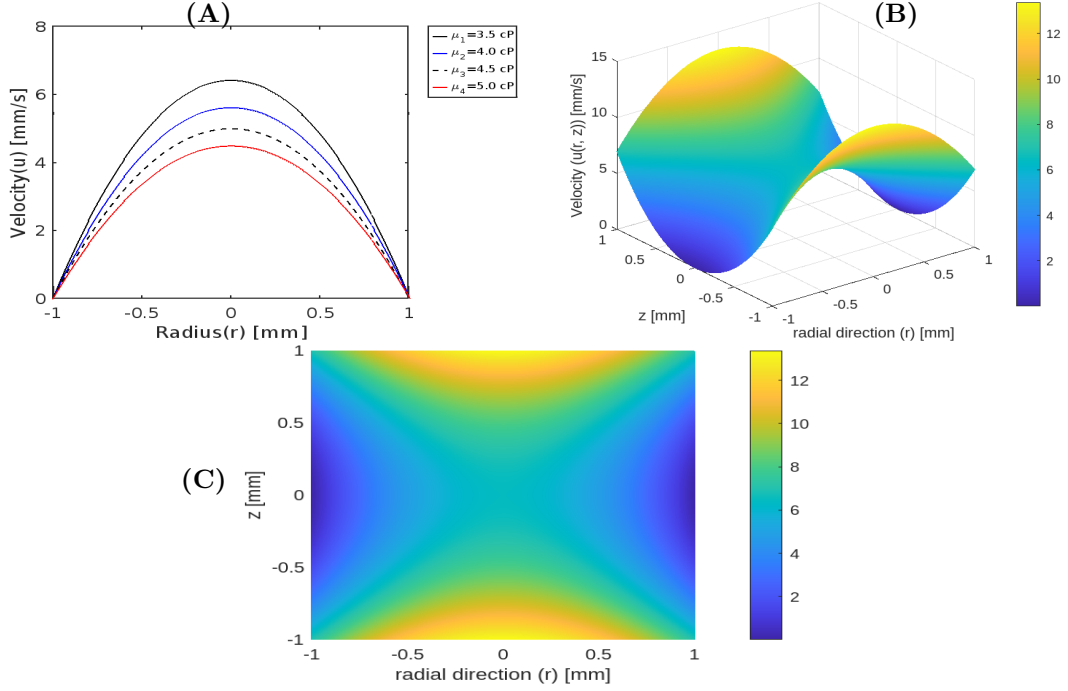 (A)
8
6
4
2
0
-1 -0.5 0 0.5 1
Velocity(u) [mm/s]
Radius(r) [mm]
μ1=3.5 cP
μ2=4.0 cP
μ3=4.5 cP
μ4=5.0 cP
(B)
15
10
5
0
Velocity (u(r, z)) [mm/s]
1
0.5
0
-0.5
-1
z [mm]
-1
-0.5
0
0.5
1
radial direction (r) [mm]
12
10
8
6
4
2
(C)
1
0.5
0
-0.5
-1
z [mm]
-1 -0.5 0 0.5 1
radial direction (r) [mm]
12
10
8
6
4
2